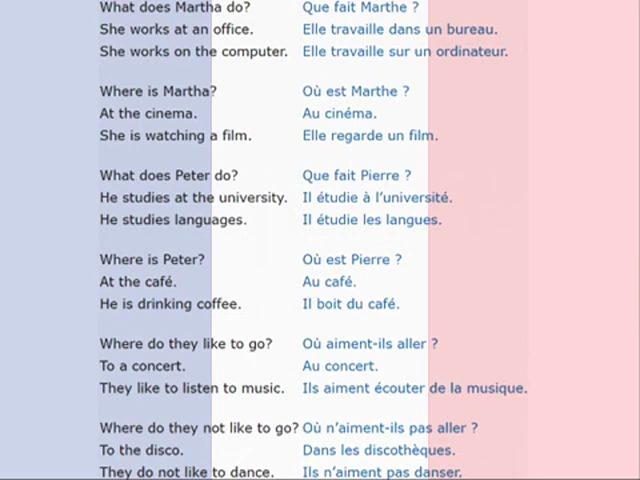 What does Martha do? Que fait Marthe ?
She works at an office. Elle travaille dans un bureau.
She works on the computer. Elle travaille sur un ordinateur.
Where is Martha? Où est Marthe ?
At the cinema. Au cinéma.
She is watching a film. Elle regarde un film.
What does Peter do? Que fait Pierre ?
He studies at the university. Il étudie à l’université.
He studies languages. Il étudie les langues.
Where is Peter? Où est Pierre ?
At the café. Au café.
He is drinking coffee. Il boit du café.
Where do they like to go? Où aiment-ils aller ?
To a concert. Au concert.
They like to listen to music. Ils aiment écouter de la musique.
Where do they not like to go? Où n’aiment-ils pas aller ?
To the disco. Dans les discothèques.
They do not like to dance. Ils n’aiment pas danser.